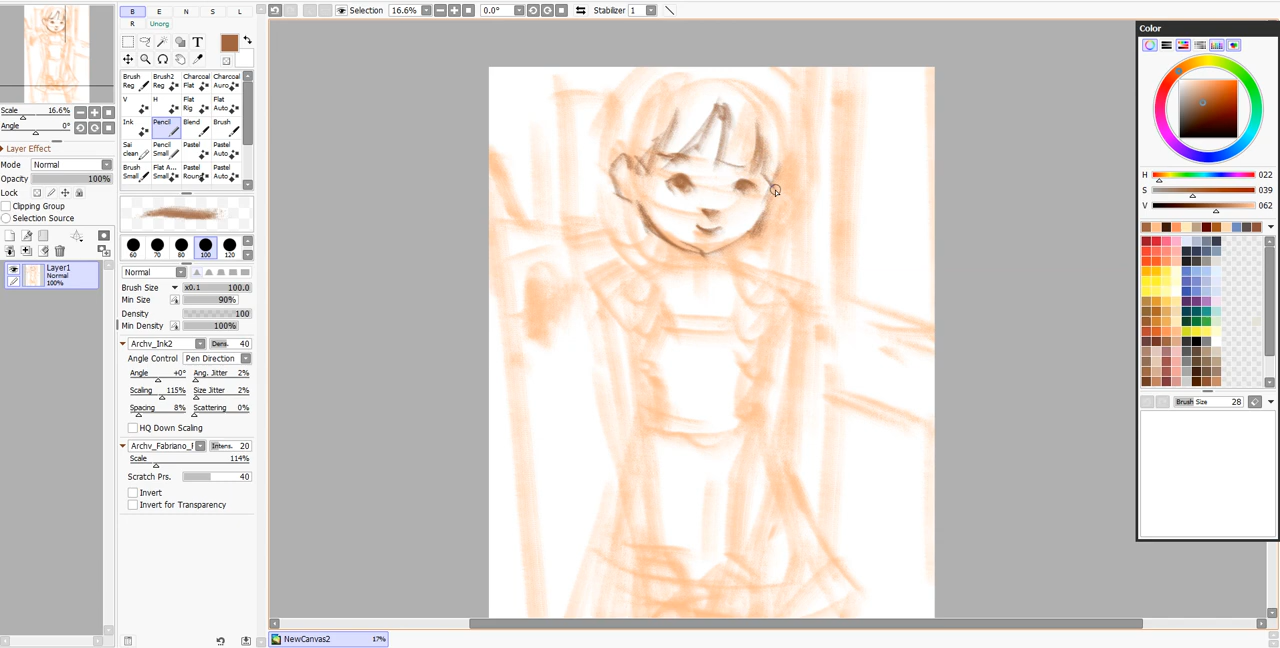 B E N S L
R Unorg
Selection 16.6% 0.0° Stabilizer 1
Color
T
Scale 16.6%
Angle 0°
Layer Effect
Mode Normal
Opacity 100%
Lock
Clipping Group
Selection Source
Layer1
Normal
100%
Brush Reg Brush2 Reg Charcoal Flat Charcoal Auro
V H Flat Rig Flat Auto
Ink Pencil Blend Brush
Sai clean Pencil Small Pastel Pastel Auto
Brush Small Flat A... Small Pastel Roun Pastel Auto
60 70 80 100 120
Normal
Brush Size x0.1 100.0
Min Size 90%
Density 100
Min Density 100%
Archv_Ink2 Dens. 40
Angle Control Pen Direction
Angle +0° Ang. Jitter 2%
Scaling 115% Size Jitter 2%
Spacing 8% Scattering 0%
HQ Down Scaling
Archv_Fabriano_F Intens. 20
Scale 114%
Scratch Prs. 40
Invert
Invert for Transparency
H 022
S 039
V 062
Brush Size 28
NewCanvas2 17%